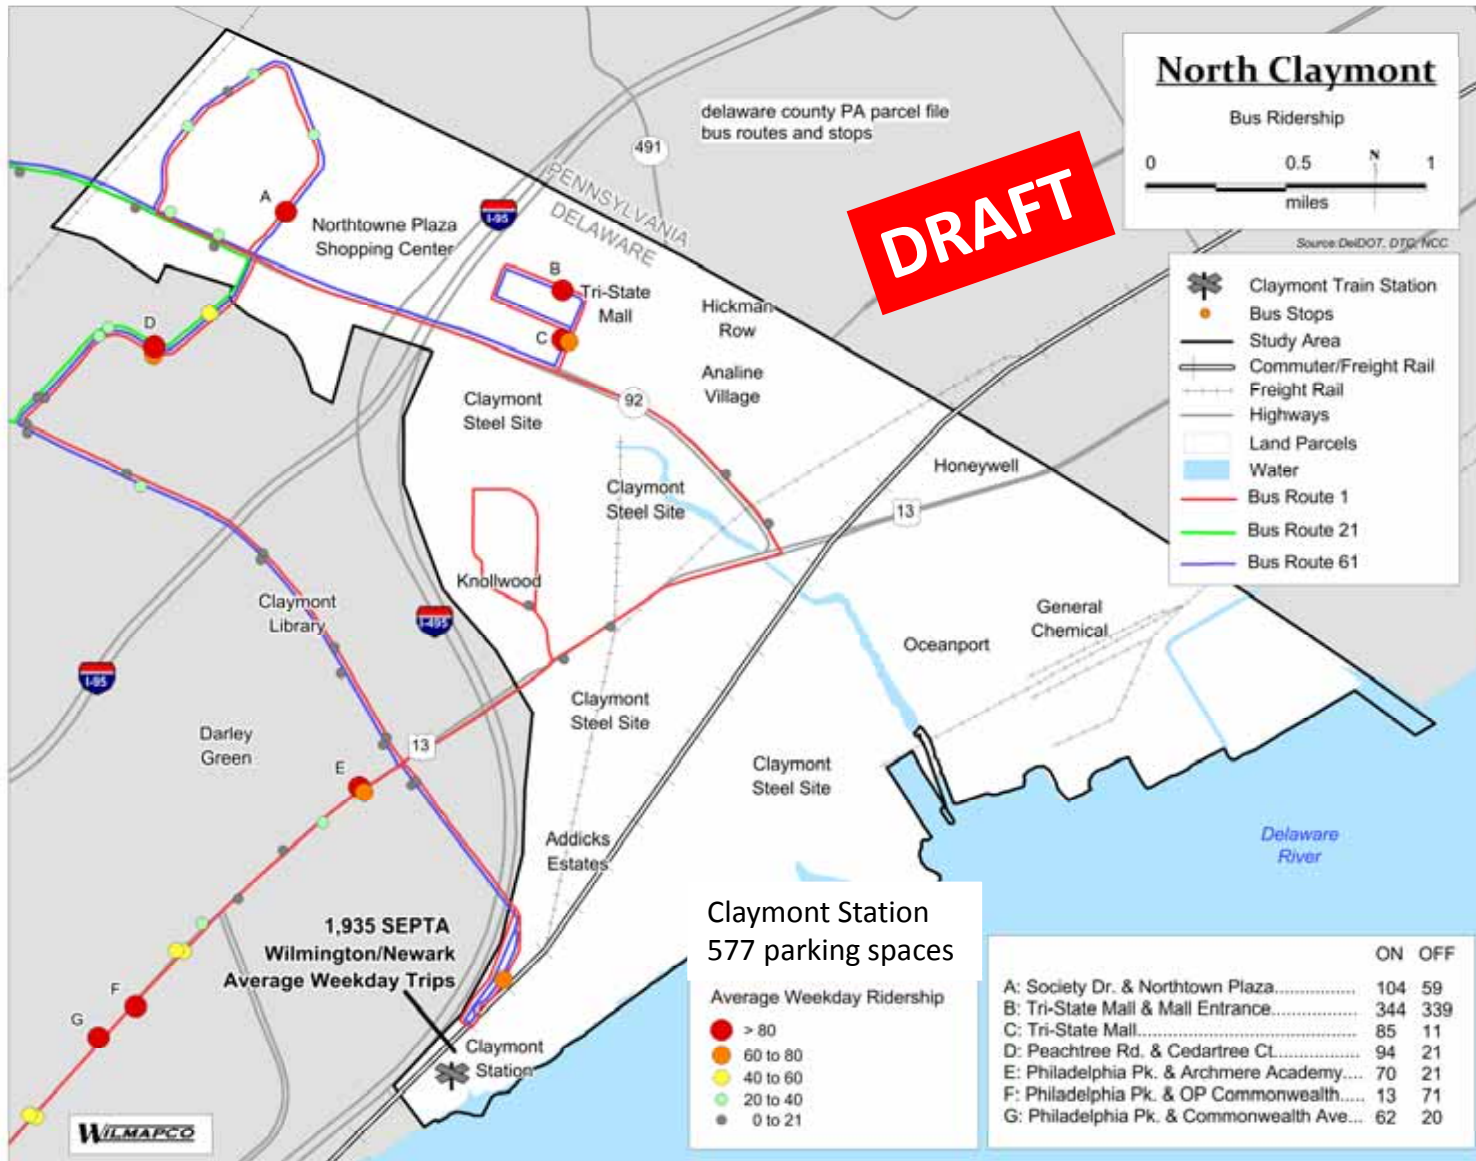 North Claymont
Bus Ridership
0 0.5 1
N
miles
Source:DelDOT, DTC, NCC
delaware county PA parcel file
bus routes and stops
DRAFT
491
PENNSYLVANIA
DELAWARE
I-95
Northtowne Plaza
Shopping Center
A
B
Tri-State
Mall
C
D
Hickman
Row
Analine
Village
92
Claymont
Steel Site
Claymont
Steel Site
Honeywell
13
Knollwood
Claymont
Library
I-495
I-95
General
Chemical
Oceanport
Claymont
Steel Site
Darley
Green
13
E
Claymont
Steel Site
Addicks
Estates
Delaware
River
1,935 SEPTA
Wilmington/Newark
Average Weekday Trips
F
G
Claymont
Station
WILMAPCO
Claymont Train Station
Bus Stops
Study Area
Commuter/Freight Rail
Freight Rail
Highways
Land Parcels
Water
Bus Route 1
Bus Route 21
Bus Route 61
Claymont Station
577 parking spaces
Average Weekday Ridership
> 80
60 to 80
40 to 60
20 to 40
0 to 21
ON OFF
A: Society Dr. & Northtown Plaza............... 104 59
B: Tri-State Mall & Mall Entrance............... 344 339
C: Tri-State Mall....................................... 85 11
D: Peachtree Rd. & Cedartree Ct............... 94 21
E: Philadelphia Pk. & Archmere Academy.... 70 21
F: Philadelphia Pk. & OP Commonwealth..... 13 71
G: Philadelphia Pk. & Commonwealth Ave... 62 20